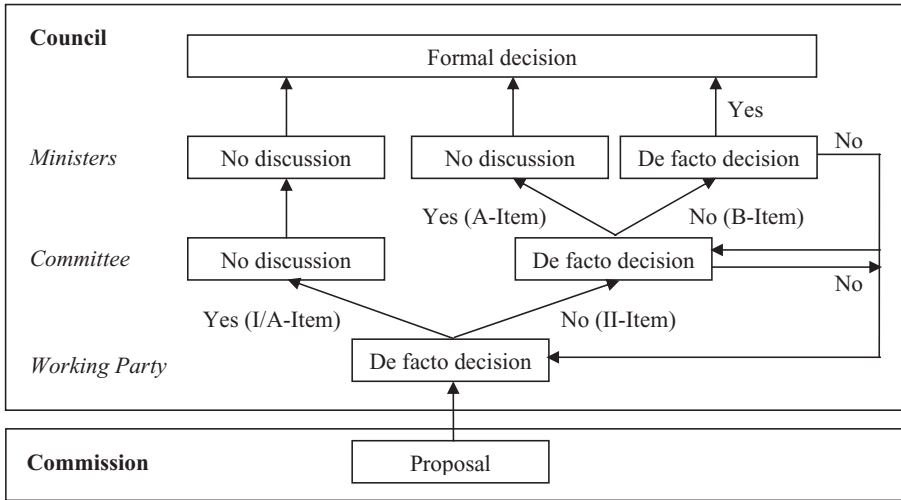 Council
Formal decision
Yes
No
Ministers
No discussion
No discussion
De facto decision
Yes (A-Item)
No (B-Item)
Committee
No discussion
De facto decision
No
Yes (I/A-Item)
No (II-Item)
Working Party
De facto decision
Commission
Proposal